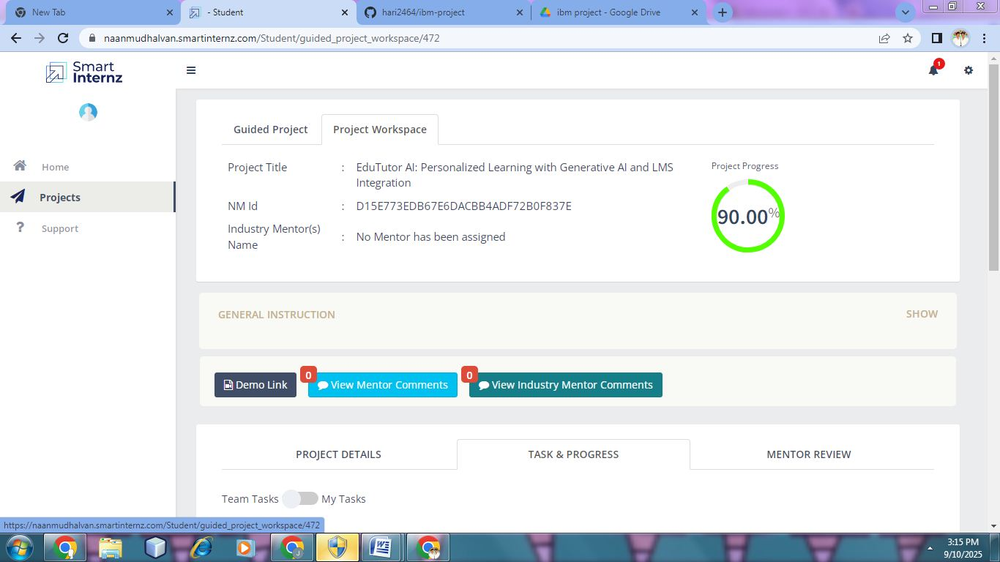 New Tab
- Student
hari2464/ibm-project
ibm project - Google Drive
naanmudhalvan.smartinternz.com/Student/guided_project_workspace/472
Smart
Internz
1
Home
Projects
Support
Guided Project
Project Workspace
Project Title : EduTutor AI: Personalized Learning with Generative AI and LMS
Integration
NM Id : D15E773EDB67E6DACBB4ADF72B0F837E
Industry Mentor(s)
Name : No Mentor has been assigned
Project Progress
90.00%
GENERAL INSTRUCTION
SHOW
Demo Link
0
View Mentor Comments
0
View Industry Mentor Comments
PROJECT DETAILS
TASK & PROGRESS
MENTOR REVIEW
Team Tasks My Tasks
https://naanmudhalvan.smartinternz.com/Student/guided_project_workspace/472
3:15 PM
9/10/2025